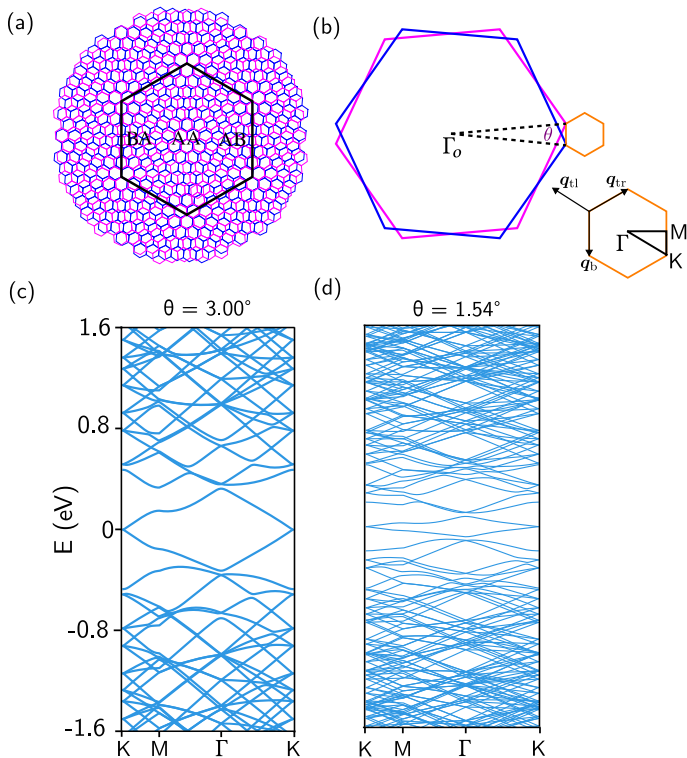 (a)
BA AA AB
(b)
Γₒ
θ
q_tl
q_tr
q_b
Γ
M
K
(c)
θ = 3.00°
E (eV)
1.6
0.8
0
-0.8
-1.6
K M Γ K
(d)
θ = 1.54°
K M Γ K